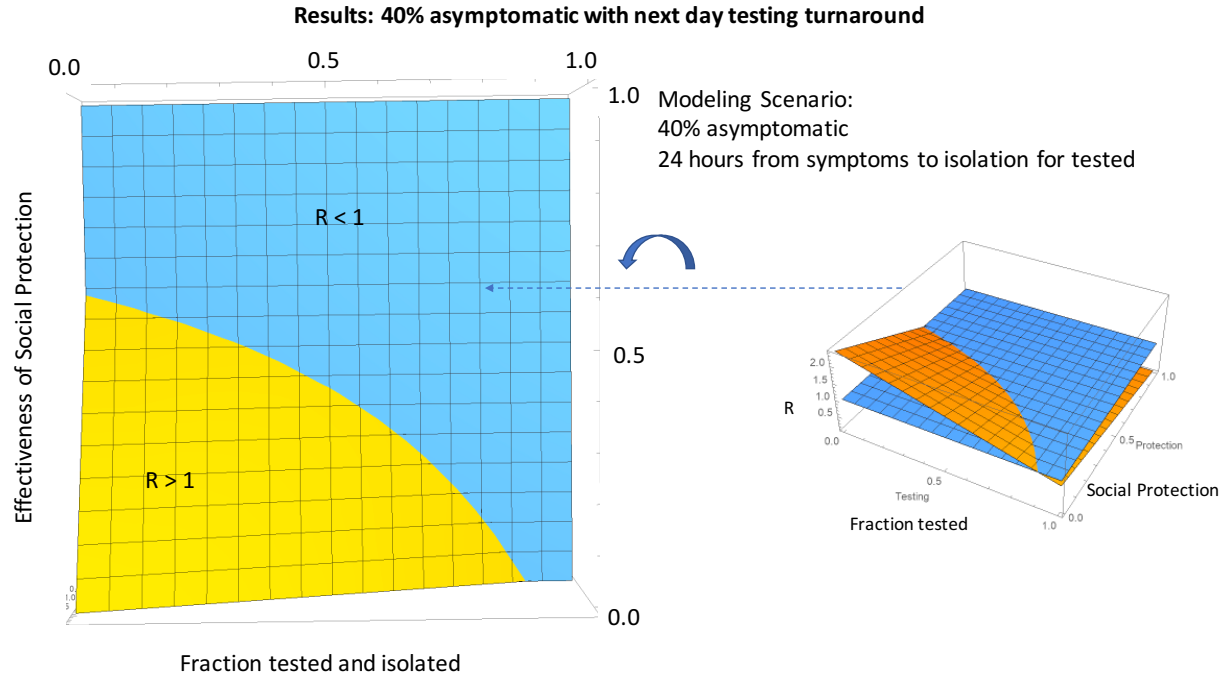 Results: 40% asymptomatic with next day testing turnaround
0.0
0.5
1.0
1.0
Modeling Scenario:
40% asymptomatic
24 hours from symptoms to isolation for tested
Effectiveness of Social Protection
R < 1
0.5
R > 1
0.0
Fraction tested and isolated
2.0
1.5
1.0
0.5
R
0.0
0.5
1.0
Testing
Fraction tested
0.0
0.5
1.0
Protection
Social Protection